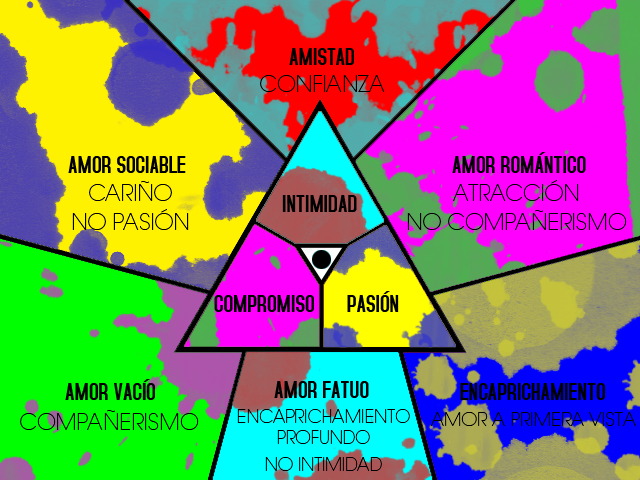 AMISTAD
CONFIANZA
AMOR SOCIABLE
CARIÑO
NO PASIÓN
AMOR ROMÁNTICO
ATRACCIÓN
NO COMPAÑERISMO
INTIMIDAD
COMPROMISO
PASIÓN
AMOR VACÍO
COMPAÑERISMO
AMOR FATUO
ENCAPRICHAMIENTO
PROFUNDO
NO INTIMIDAD
ENCAPRICHAMIENTO
AMOR A PRIMERA VISTA